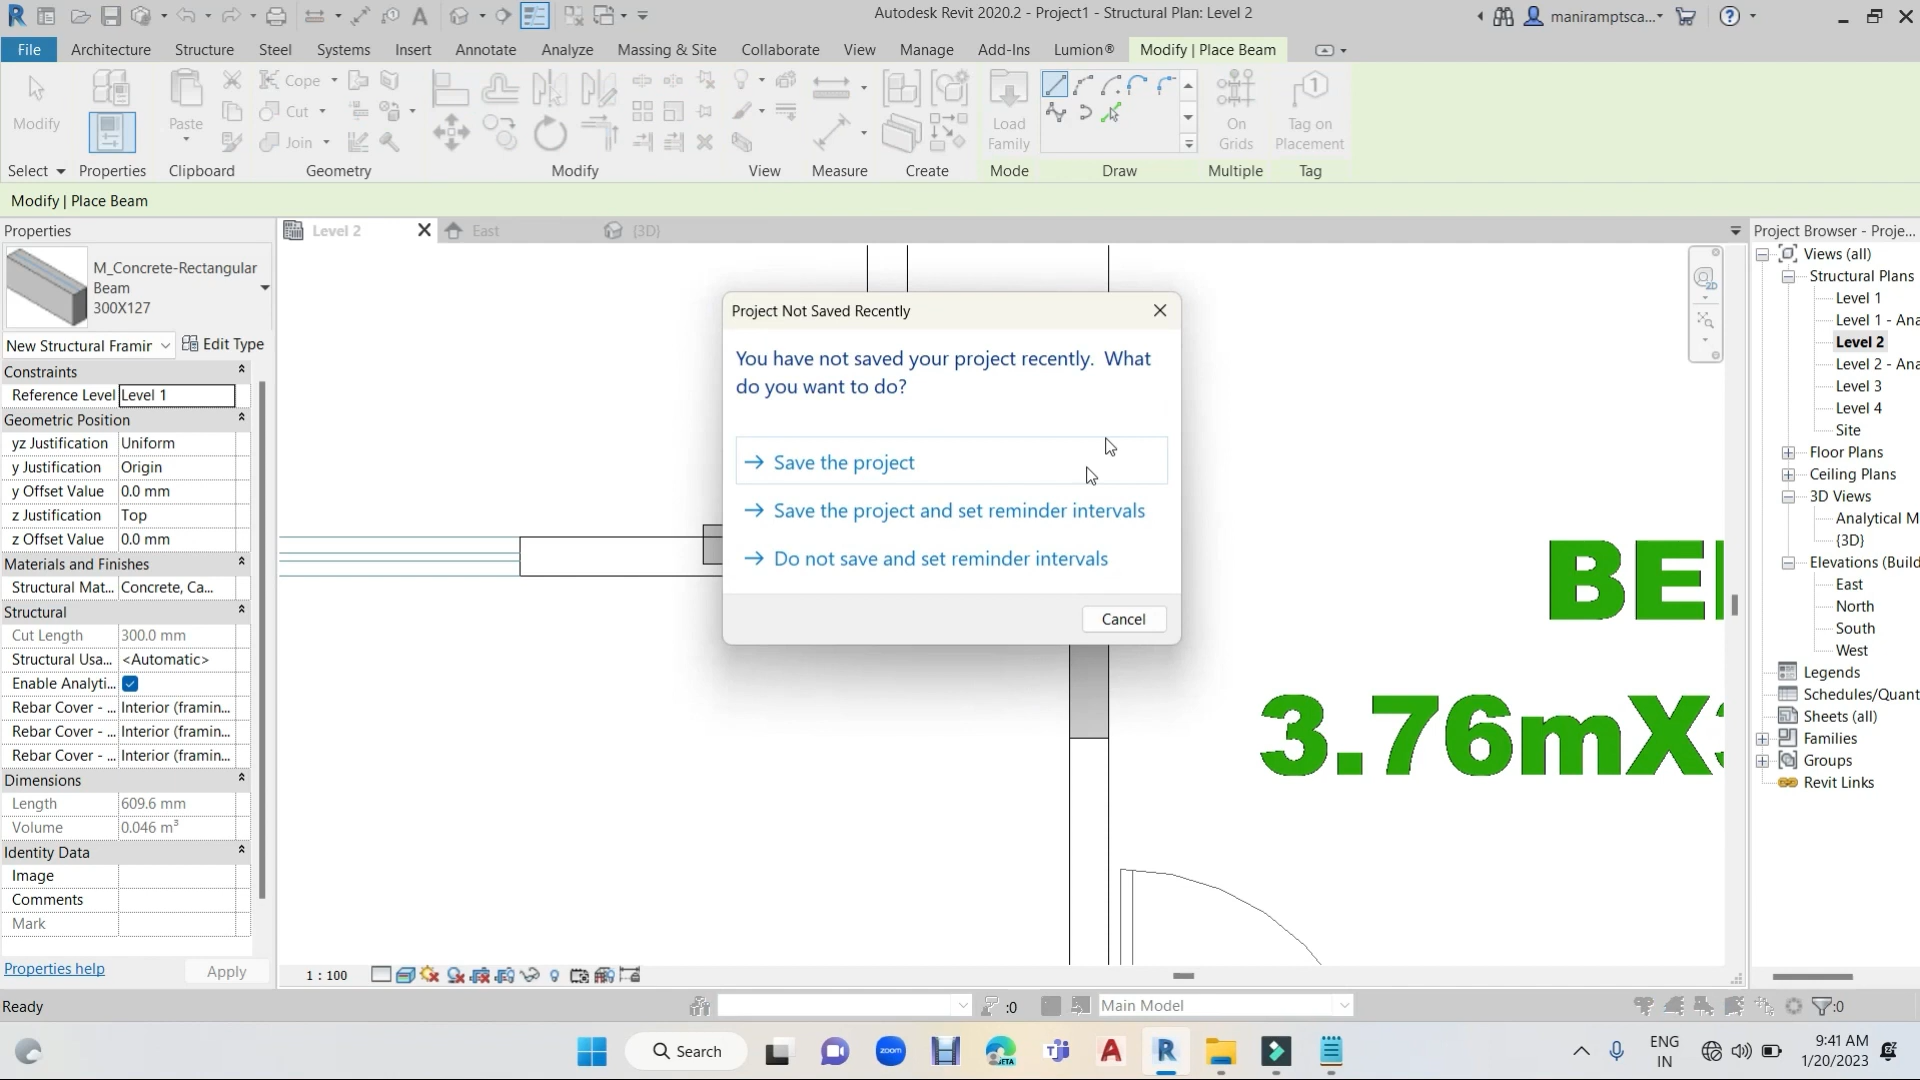 Autodesk Revit 2020.2 - Project1 - Structural Plan: Level 2
maniramptsca...
File Architecture Structure Steel Systems Insert Annotate Analyze Massing & Site Collaborate View Manage Add-Ins Lumion® Modify | Place Beam
Modify
Paste
Cope
Cut
Join
Load
Family
On
Grids
Tag on
Placement
Select Properties Clipboard Geometry Modify View Measure Create Mode Draw Multiple Tag
Modify | Place Beam
Properties
M_Concrete-Rectangular
Beam
300X127
New Structural Framir Edit Type
Constraints
Reference Level Level 1
Geometric Position
yz Justification Uniform
y Justification Origin
y Offset Value 0.0 mm
z Justification Top
z Offset Value 0.0 mm
Materials and Finishes
Structural Mat... Concrete, Ca...
Structural
Cut Length 300.0 mm
Structural Usa... <Automatic>
Enable Analyti...
Rebar Cover - ... Interior (framin...
Rebar Cover - ... Interior (framin...
Rebar Cover - ... Interior (framin...
Dimensions
Length 609.6 mm
Volume 0.046 m³
Identity Data
Image
Comments
Mark
Properties help Apply
Level 2 East {3D}
Project Not Saved Recently
You have not saved your project recently. What
do you want to do?
Save the project
Save the project and set reminder intervals
Do not save and set reminder intervals
Cancel
BE
3.76mX
2D
1 : 100
Project Browser - Proje...
Views (all)
Structural Plans
Level 1
Level 1 - Ana
Level 2
Level 2 - Ana
Level 3
Level 4
Site
Floor Plans
Ceiling Plans
3D Views
Analytical M
{3D}
Elevations (Build
East
North
South
West
Legends
Schedules/Quant
Sheets (all)
Families
Groups
Revit Links
Ready :0 Main Model :0
Search
zoom
BETA
ENG
IN
9:41 AM
1/20/2023